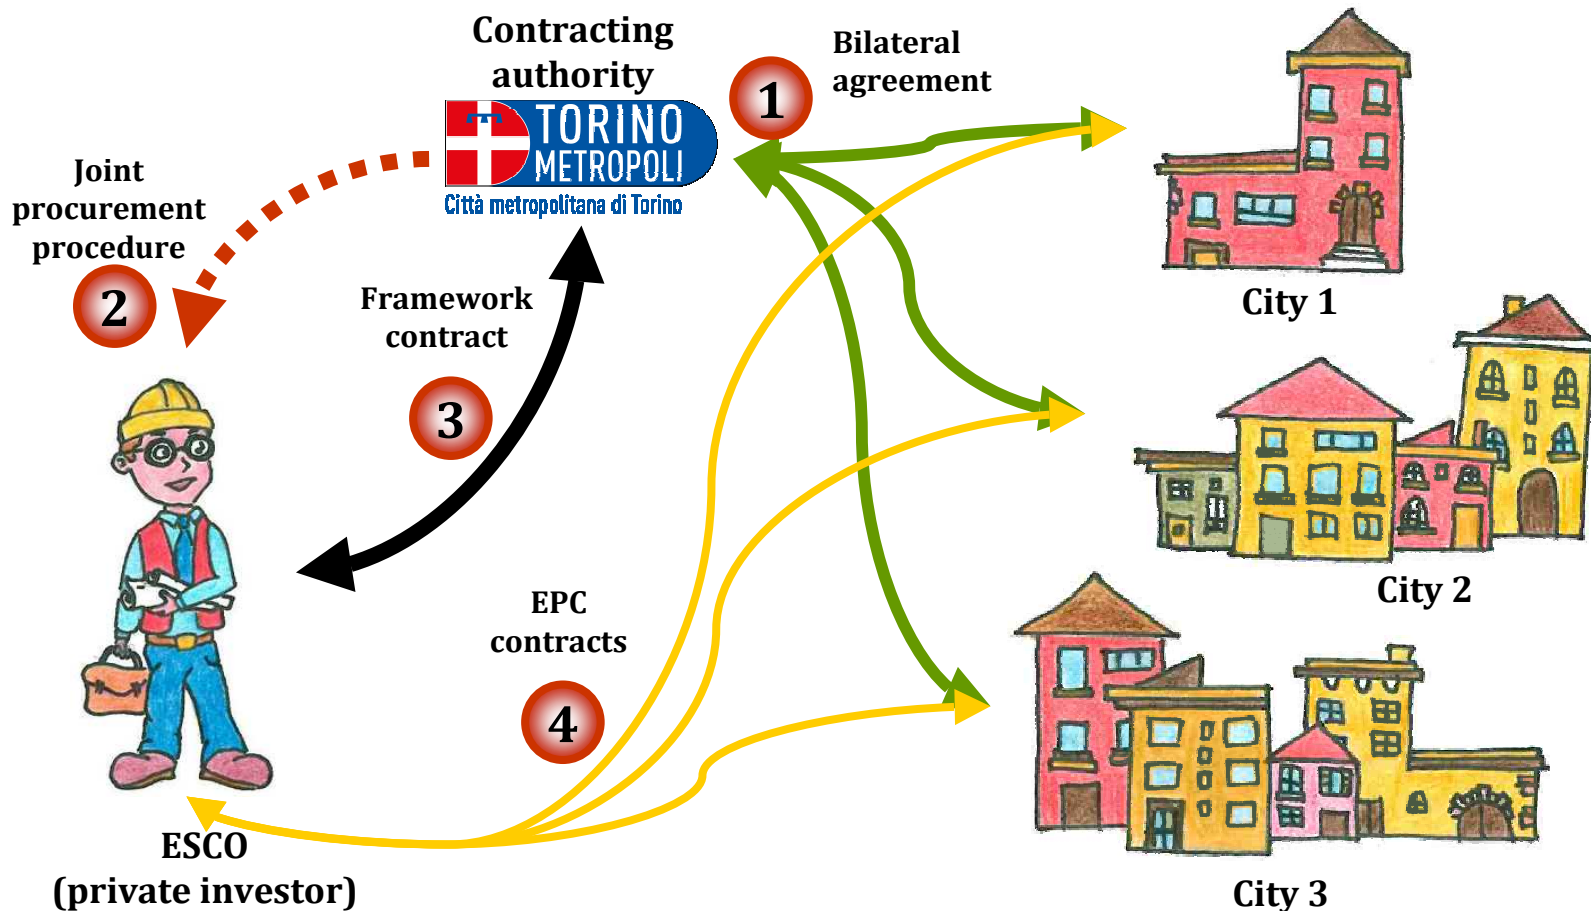 Contracting
authority
TORINO
METROPOLI
Città metropolitana di Torino
1
Bilateral
agreement
Joint
procurement
procedure
2
Framework
contract
3
EPC
contracts
4
ESCO
(private investor)
City 1
City 2
City 3